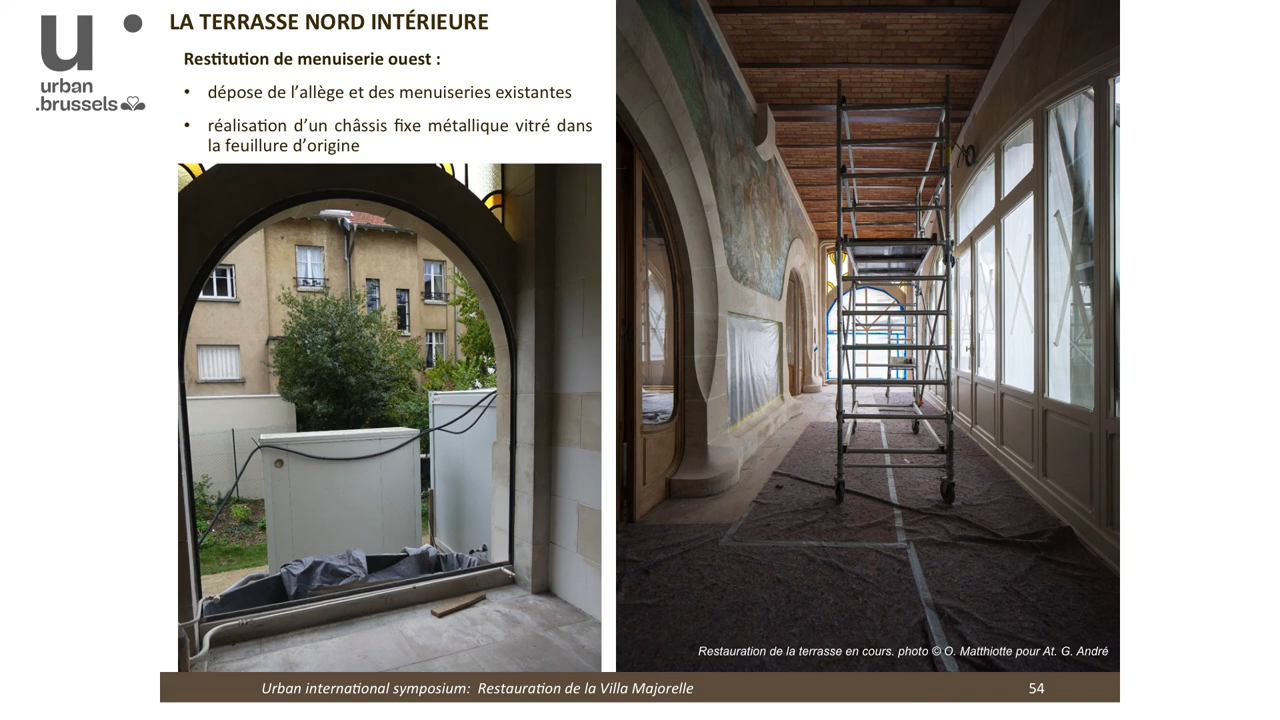 LA TERRASSE NORD INTÉRIEURE
u
urban
.brussels
Restitution de menuiserie ouest :
• dépose de l’allège et des menuiseries existantes
• réalisation d’un châssis fixe métallique vitré dans
la feuillure d’origine
Restauration de la terrasse en cours. photo © O. Matthiotte pour At. G. André
Urban international symposium: Restauration de la Villa Majorelle
54